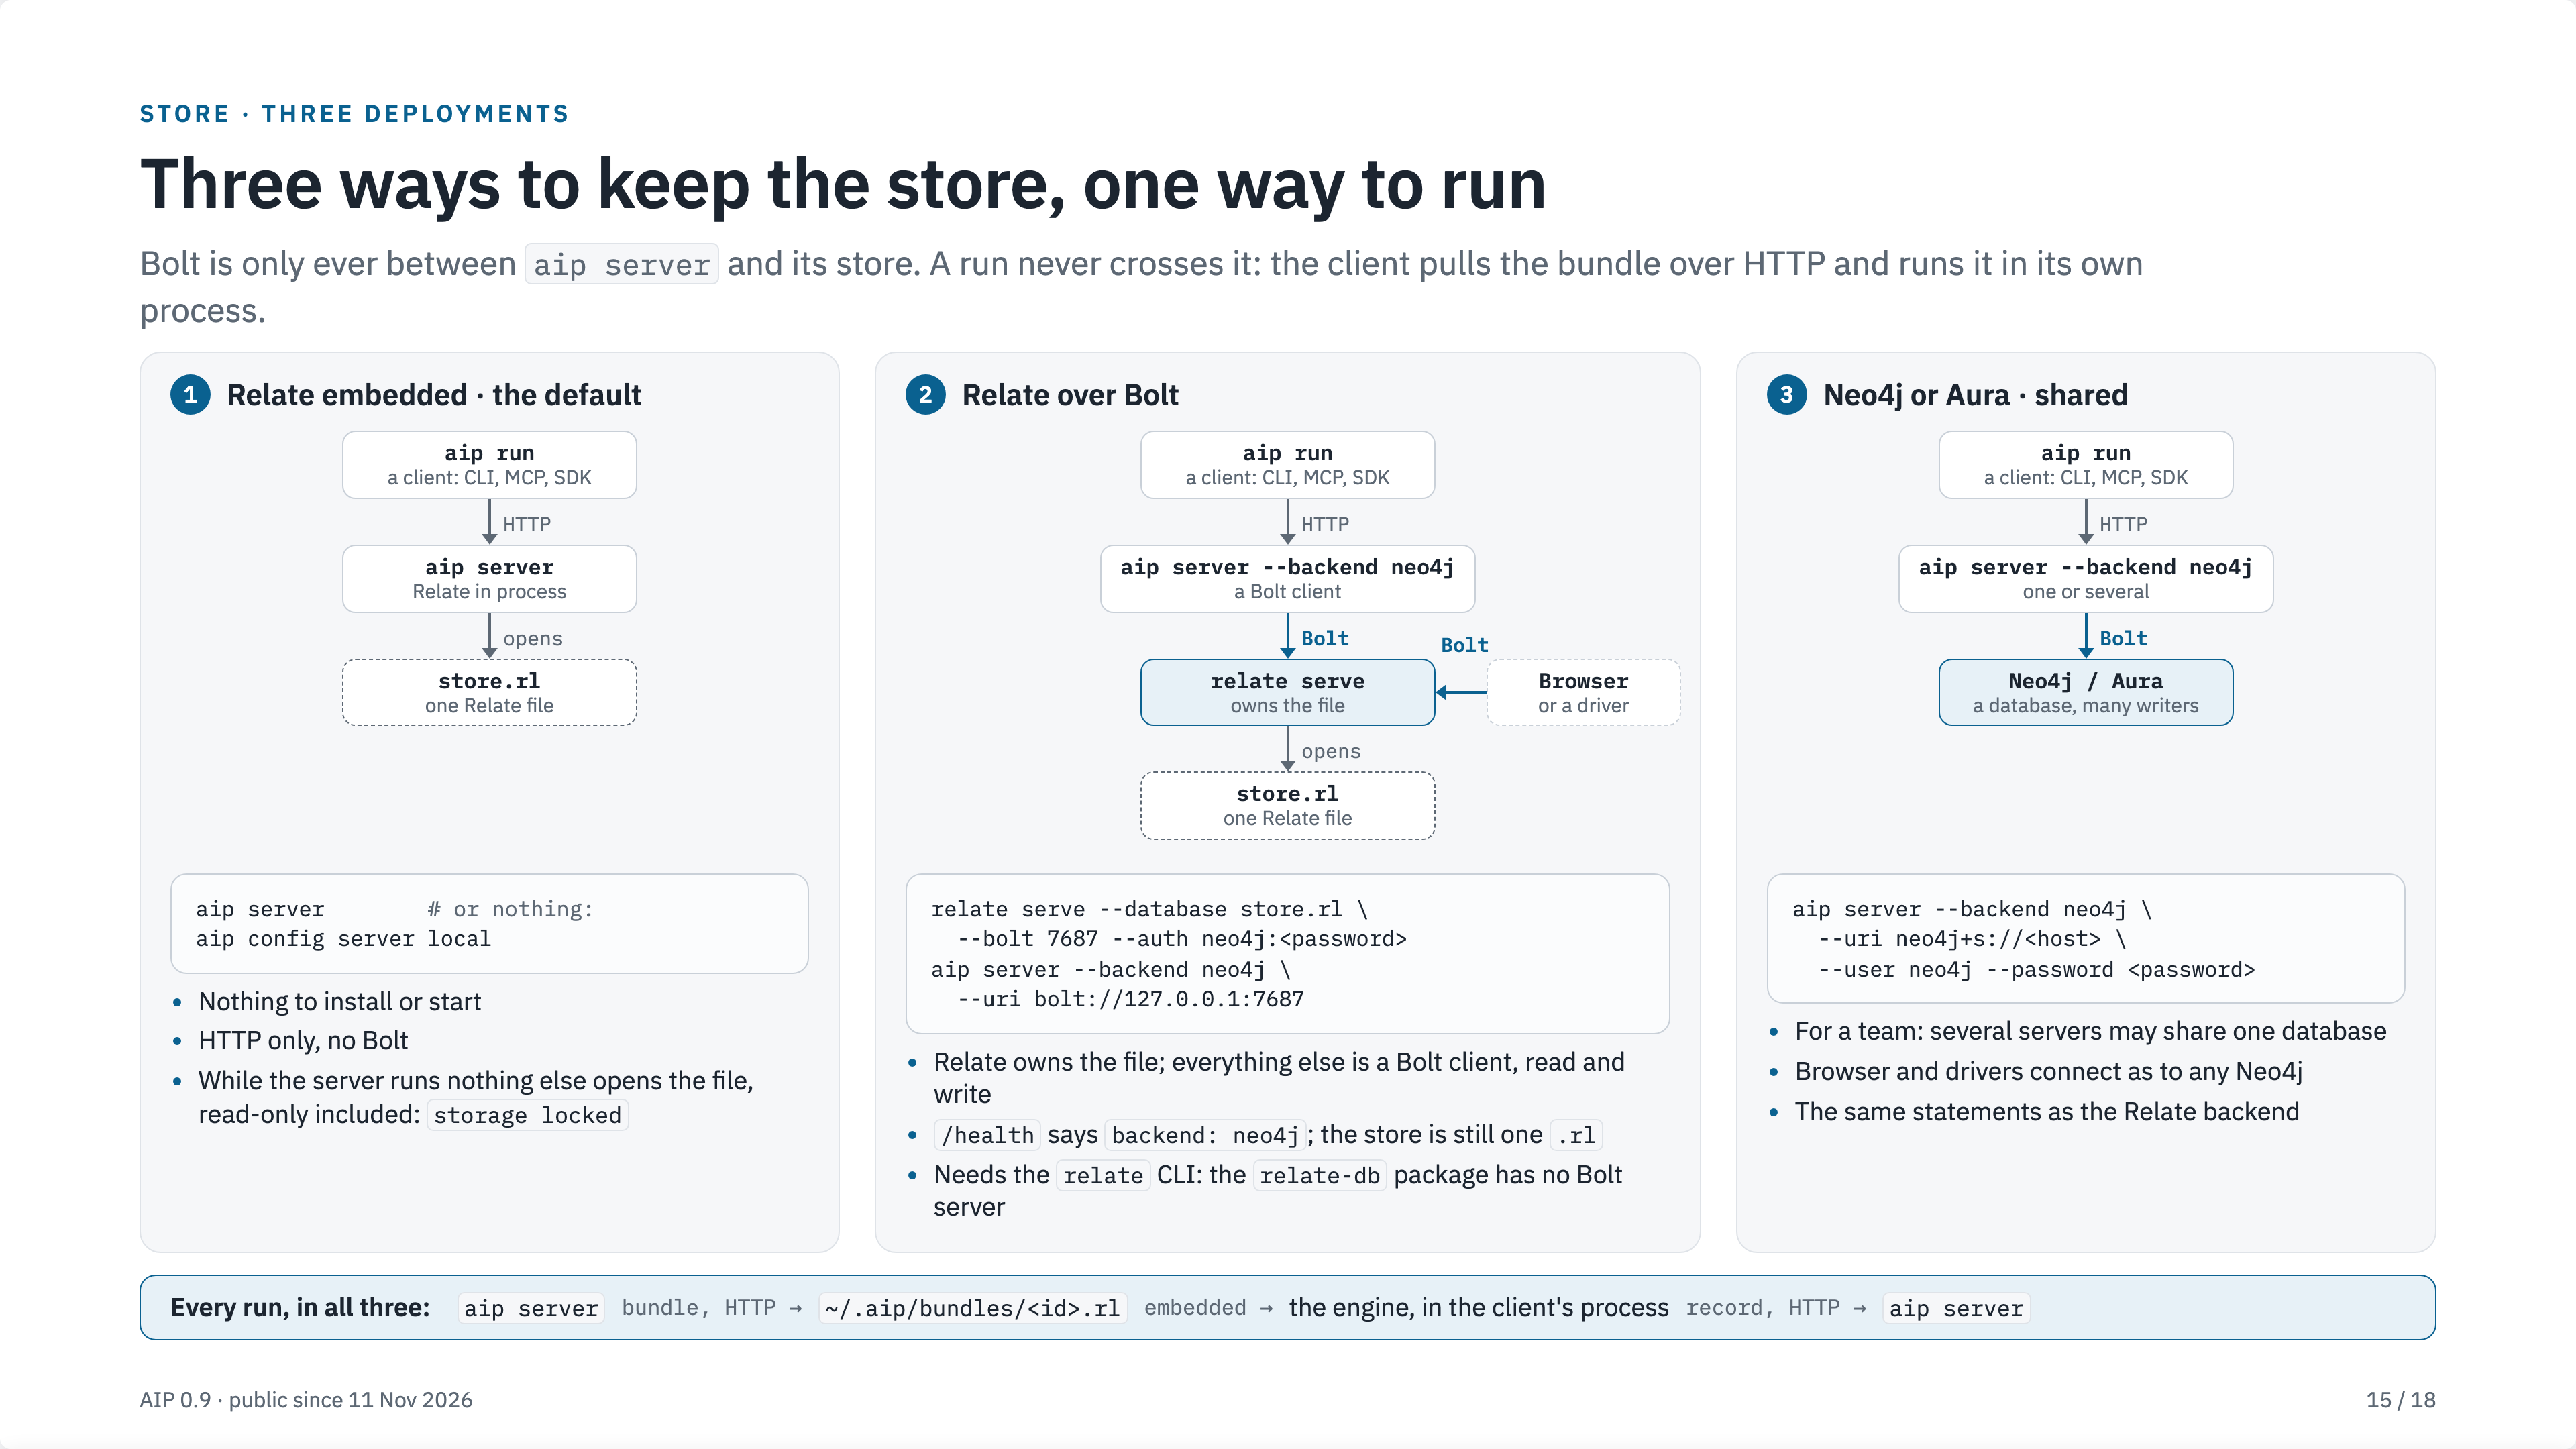 STORE · THREE DEPLOYMENTS
Three ways to keep the store, one way to run
Bolt is only ever between aip server and its store. A run never crosses it: the client pulls the bundle over HTTP and runs it in its own
process.
1 Relate embedded · the default
aip run
a client: CLI, MCP, SDK
HTTP
aip server
Relate in process
opens
store.rl
one Relate file
aip server        # or nothing:
aip config server local
• Nothing to install or start
• HTTP only, no Bolt
• While the server runs nothing else opens the file,
read-only included: storage locked
2 Relate over Bolt
aip run
a client: CLI, MCP, SDK
HTTP
aip server --backend neo4j
a Bolt client
Bolt
Bolt
relate serve
owns the file
Browser
or a driver
opens
store.rl
one Relate file
relate serve --database store.rl \
  --bolt 7687 --auth neo4j:<password>
aip server --backend neo4j \
  --uri bolt://127.0.0.1:7687
• Relate owns the file; everything else is a Bolt client, read and
write
• /health says backend: neo4j; the store is still one .rl
• Needs the relate CLI: the relate-db package has no Bolt
server
3 Neo4j or Aura · shared
aip run
a client: CLI, MCP, SDK
HTTP
aip server --backend neo4j
one or several
Bolt
Neo4j / Aura
a database, many writers
aip server --backend neo4j \
  --uri neo4j+s://<host> \
  --user neo4j --password <password>
• For a team: several servers may share one database
• Browser and drivers connect as to any Neo4j
• The same statements as the Relate backend
Every run, in all three: aip server bundle, HTTP → ~/.aip/bundles/<id>.rl embedded → the engine, in the client's process record, HTTP → aip server
AIP 0.9 · public since 11 Nov 2026
15 / 18